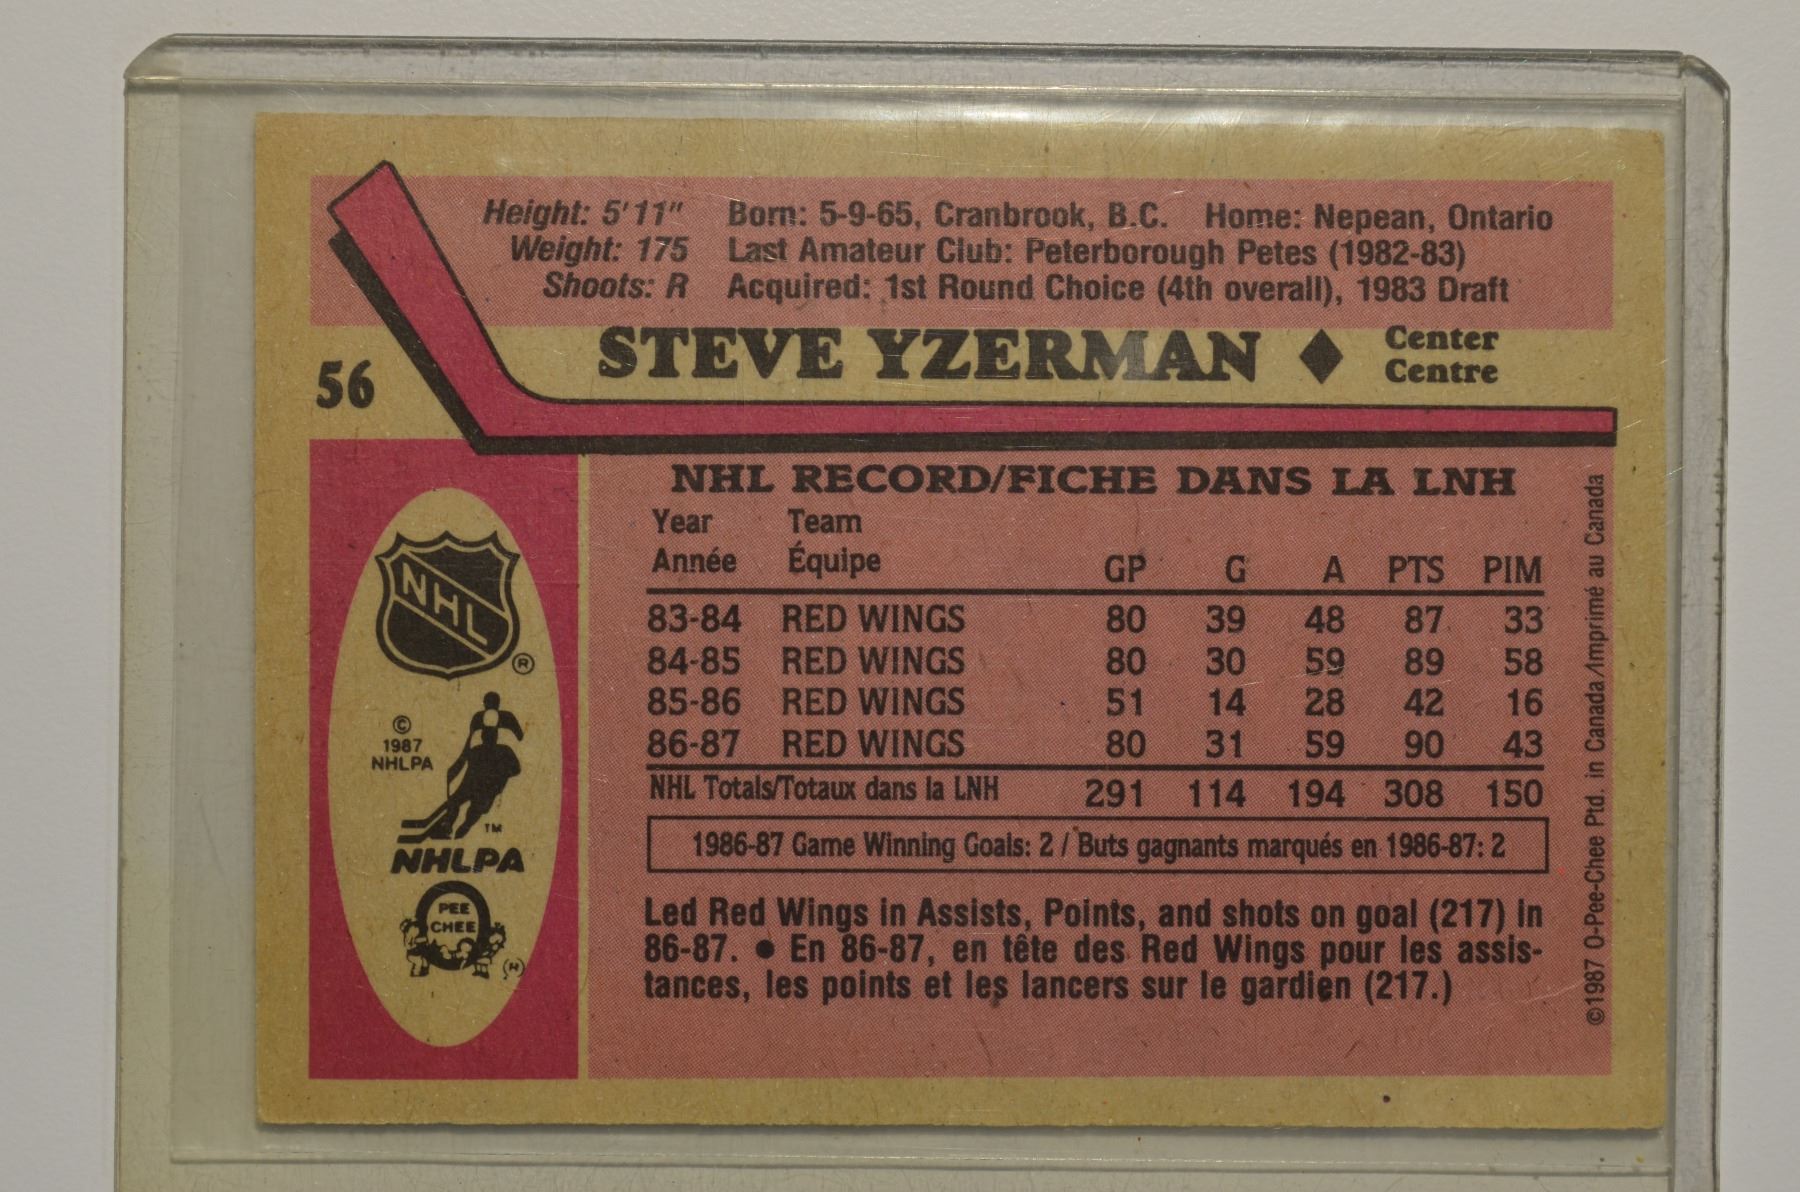 Height: 5'11" Born: 5-9-65, Cranbrook, B.C. Home: Nepean, Ontario
Weight: 175 Last Amateur Club: Peterborough Petes (1982-83)
Shoots: R Acquired: 1st Round Choice (4th overall), 1983 Draft
STEVE YZERMAN ♦ Center
Centre
56
NHL RECORD/FICHE DANS LA LNH
Year Team
Année Équipe GP G A PTS PIM
83-84 RED WINGS 80 39 48 87 33
84-85 RED WINGS 80 30 59 89 58
85-86 RED WINGS 51 14 28 42 16
86-87 RED WINGS 80 31 59 90 43
NHL Totals/Totaux dans la LNH 291 114 194 308 150
1986-87 Game Winning Goals: 2 / Buts gagnants marqués en 1986-87: 2
Led Red Wings in Assists, Points, and shots on goal (217) in
86-87. ● En 86-87, en tête des Red Wings pour les assis-
tances, les points et les lancers sur le gardien (217.)
NHL
®
©
1987
NHLPA
TM
NHLPA
O
PEE
CHEE
©1987 O-Pee-Chee Ptd. in Canada/Imprimé au Canada